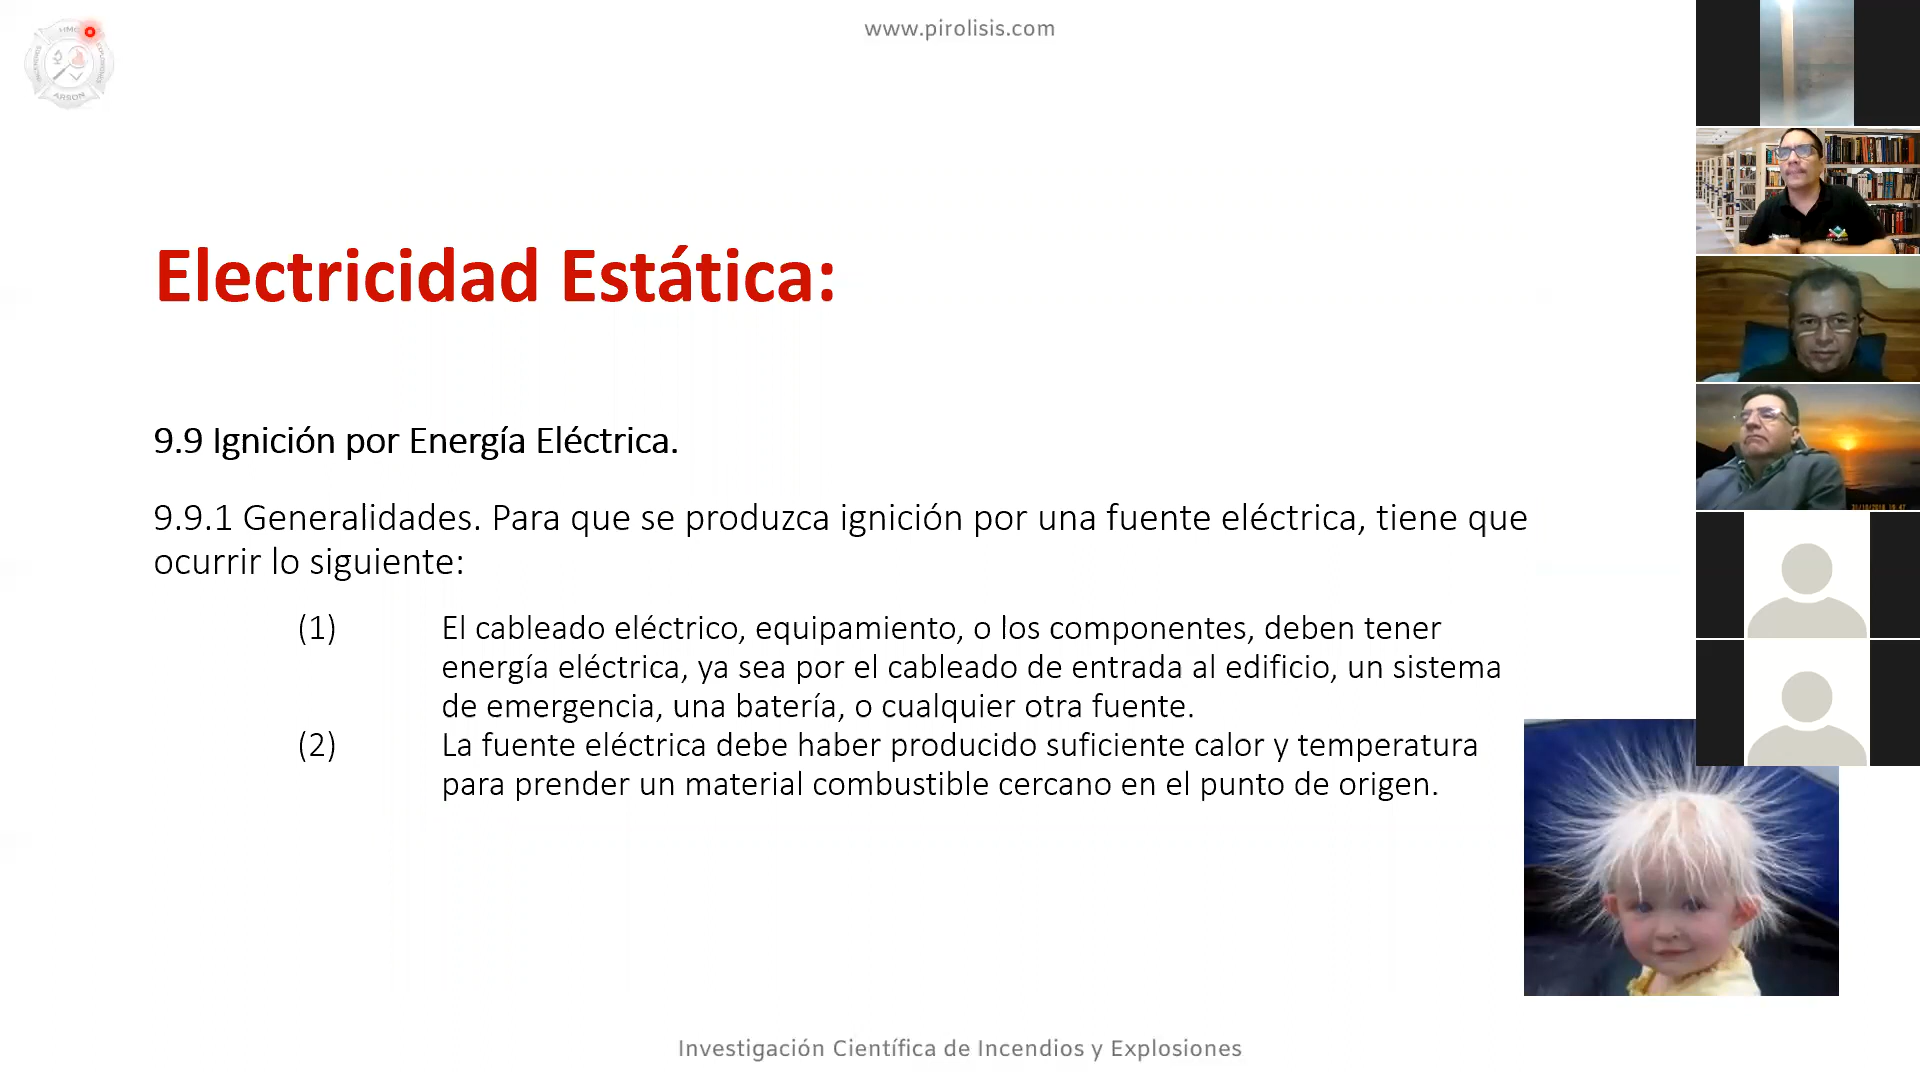 www.pirolisis.com
HMC
ARSON
Electricidad Estática:
9.9 Ignición por Energía Eléctrica.
9.9.1 Generalidades. Para que se produzca ignición por una fuente eléctrica, tiene que
ocurrir lo siguiente:
(1) El cableado eléctrico, equipamiento, o los componentes, deben tener
energía eléctrica, ya sea por el cableado de entrada al edificio, un sistema
de emergencia, una batería, o cualquier otra fuente.
(2) La fuente eléctrica debe haber producido suficiente calor y temperatura
para prender un material combustible cercano en el punto de origen.
Investigación Científica de Incendios y Explosiones